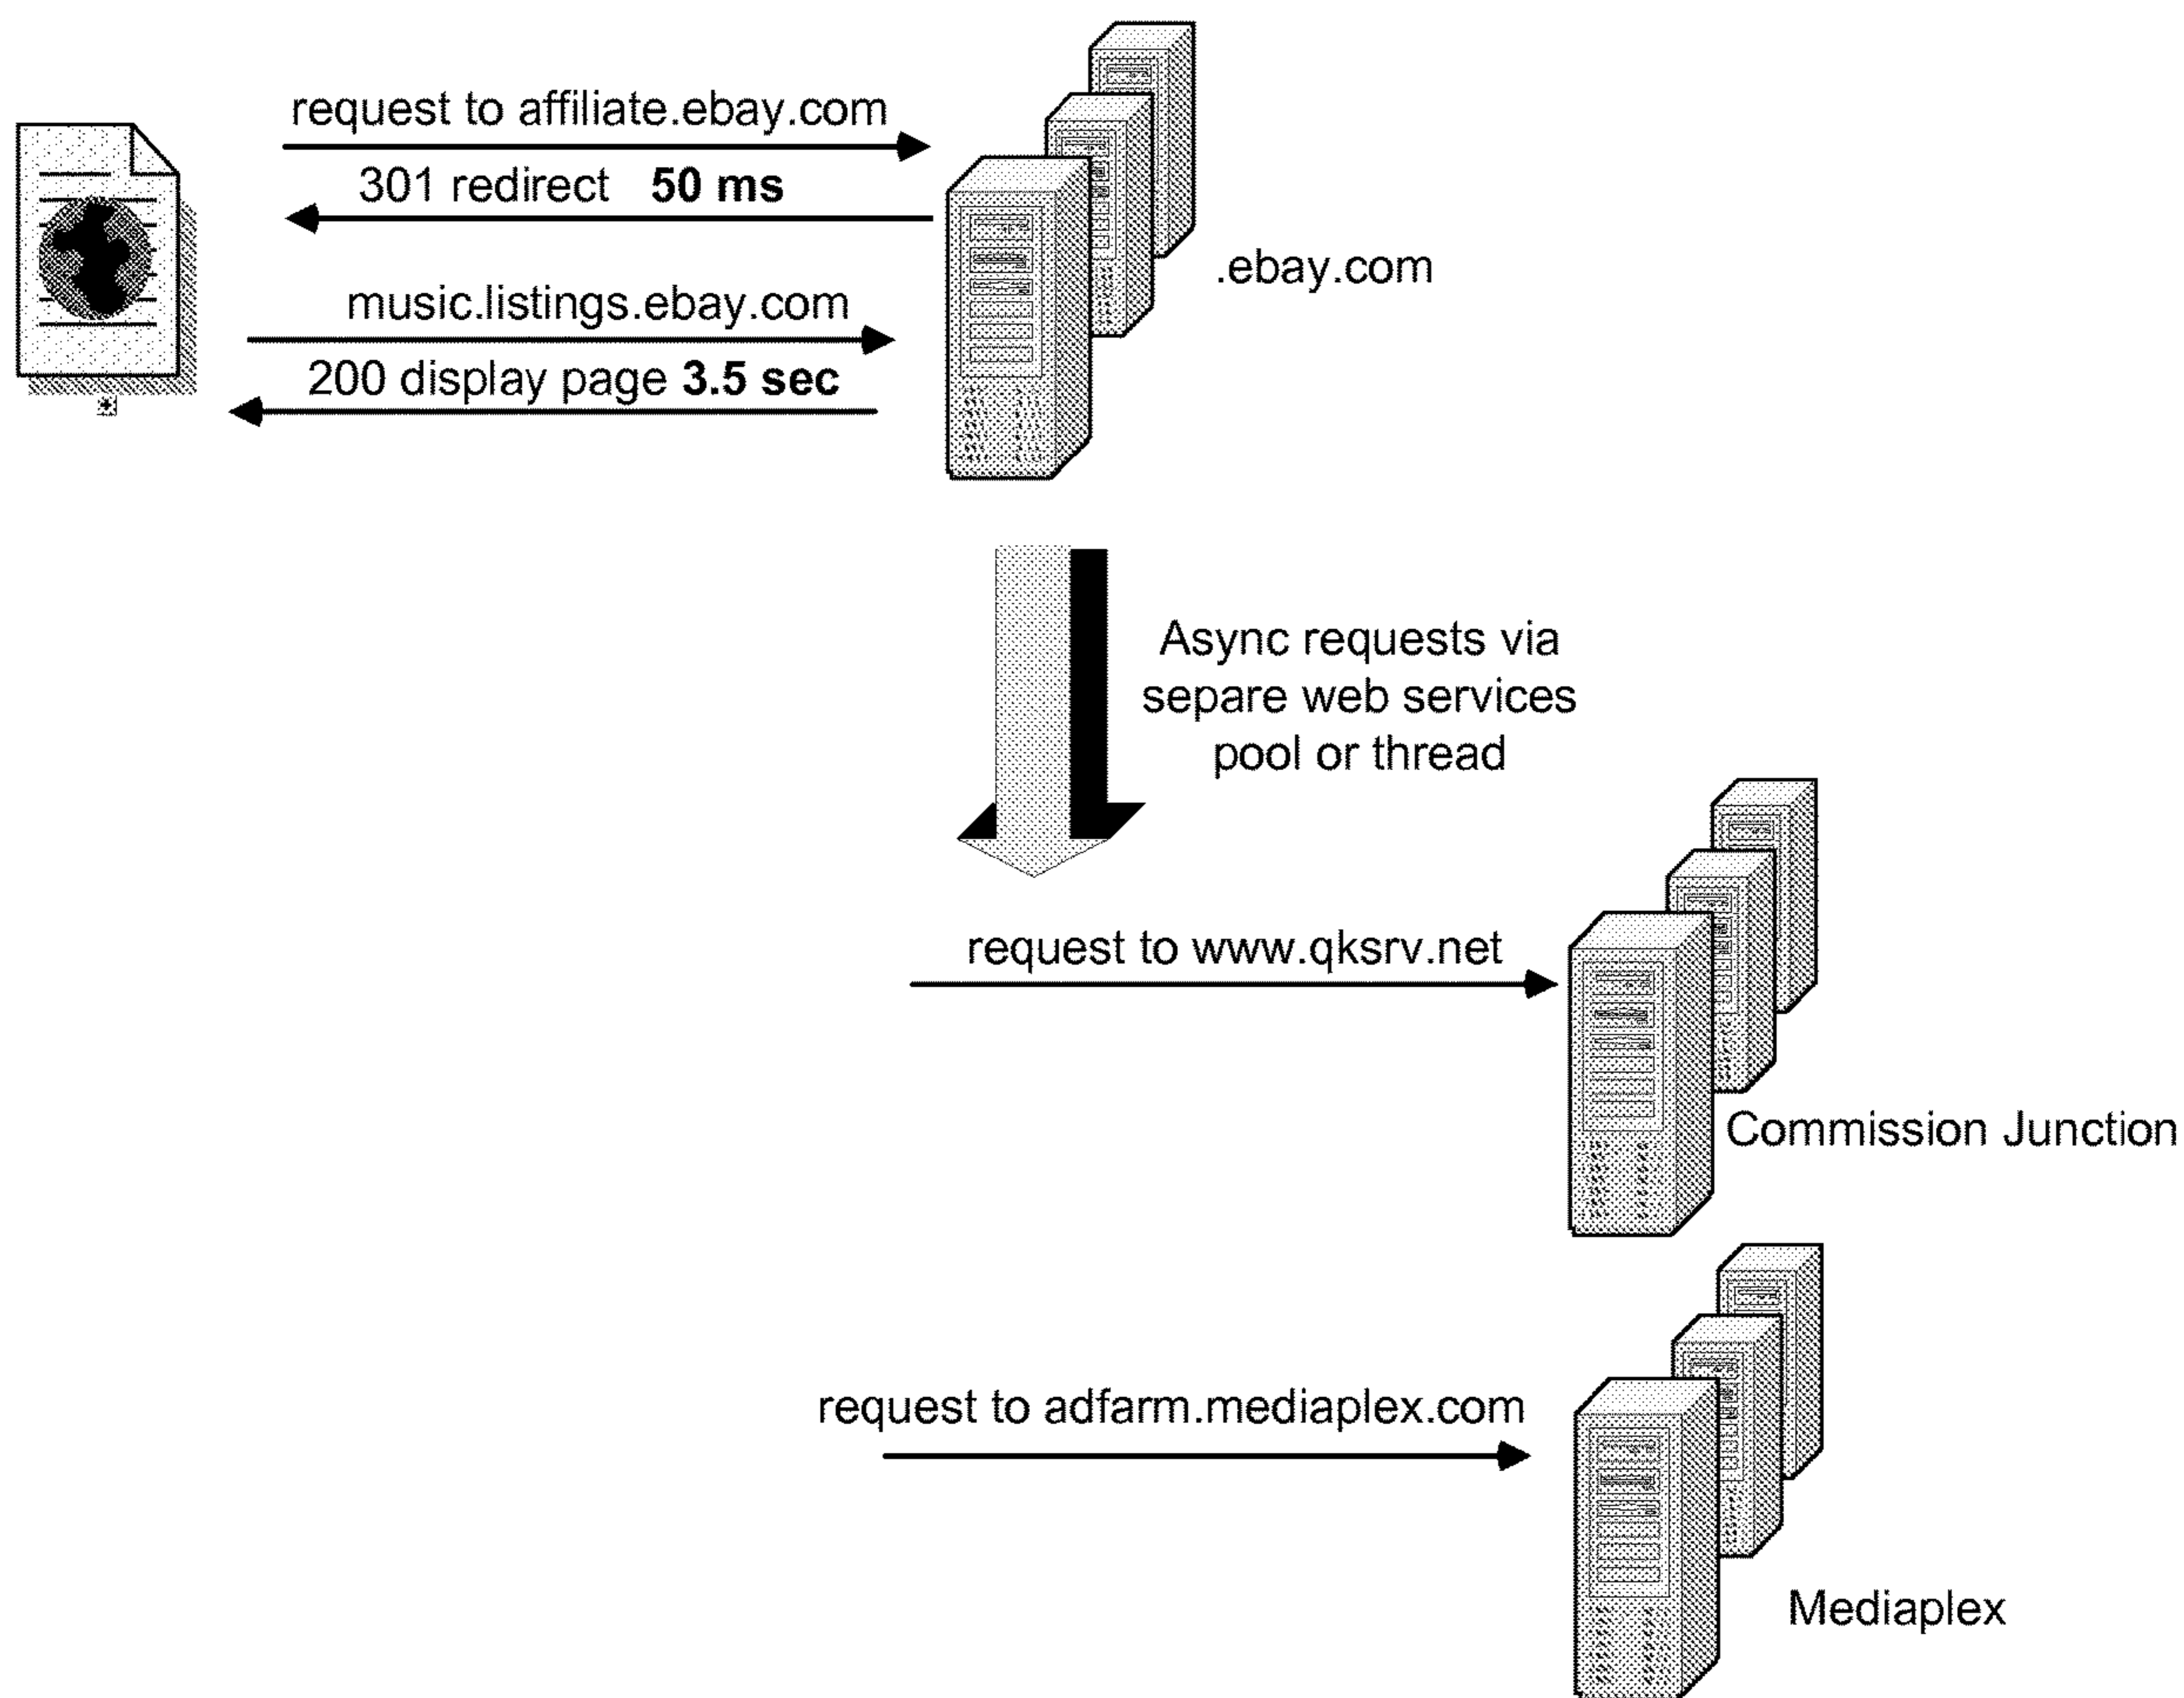 request to affiliate.ebay.com
301 redirect 50 ms
.ebay.com
music.listings.ebay.com
200 display page 3.5 sec
Async requests via
separe web services
pool or thread
request to www.qksrv.net
Commission Junction
request to adfarm.mediaplex.com
Mediaplex